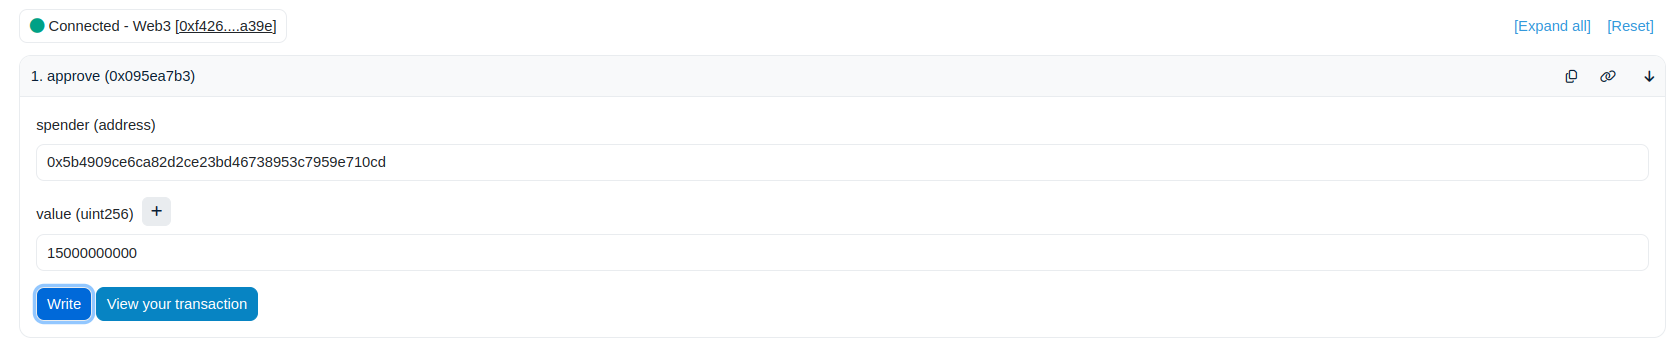 Connected - Web3 [0xf426....a39e]
[Expand all] [Reset]
1. approve (0x095ea7b3)
spender (address)
0x5b4909ce6ca82d2ce23bd46738953c7959e710cd
value (uint256) +
15000000000
Write View your transaction